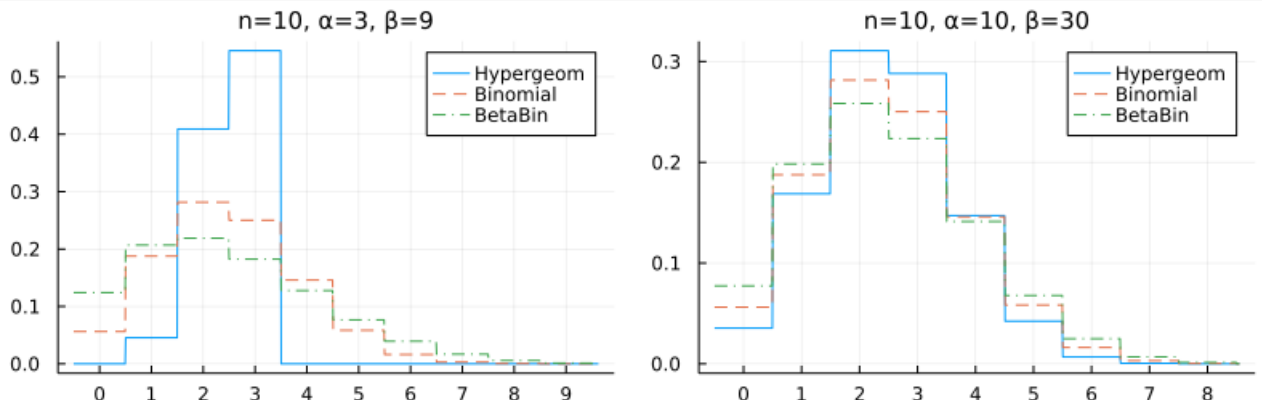 n=10, α=3, β=9
0.5
0.4
0.3
0.2
0.1
0.0
Hypergeom
Binomial
BetaBin
0 1 2 3 4 5 6 7 8 9
n=10, α=10, β=30
0.3
0.2
0.1
0.0
Hypergeom
Binomial
BetaBin
0 1 2 3 4 5 6 7 8